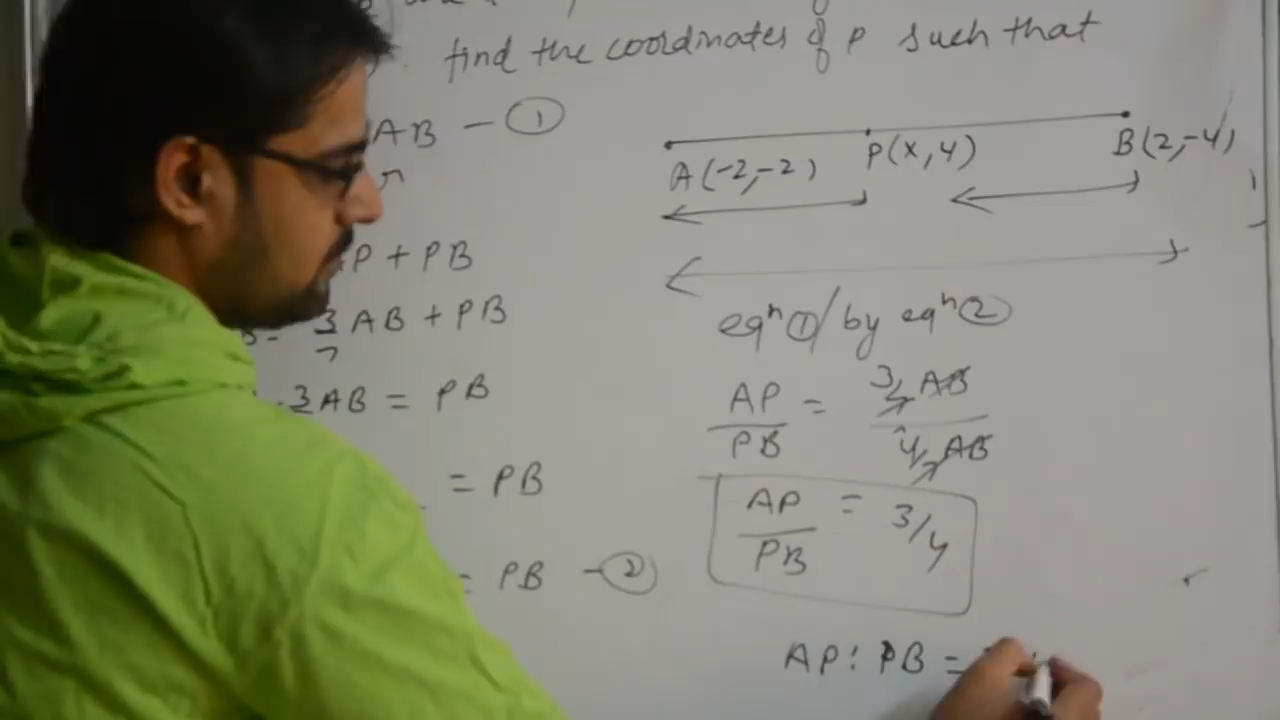 find the coordinates of P such that
AB - ①
A(-2,-2)
P(x,y)
B(2,-4)
P + PB
3/7 AB + PB
3AB = PB
= PB
= PB - ②
eqⁿ ① / by eqⁿ ②
AP/PB = 3/7 AB / 4/7 AB
AP/PB = 3/4
AP : PB =